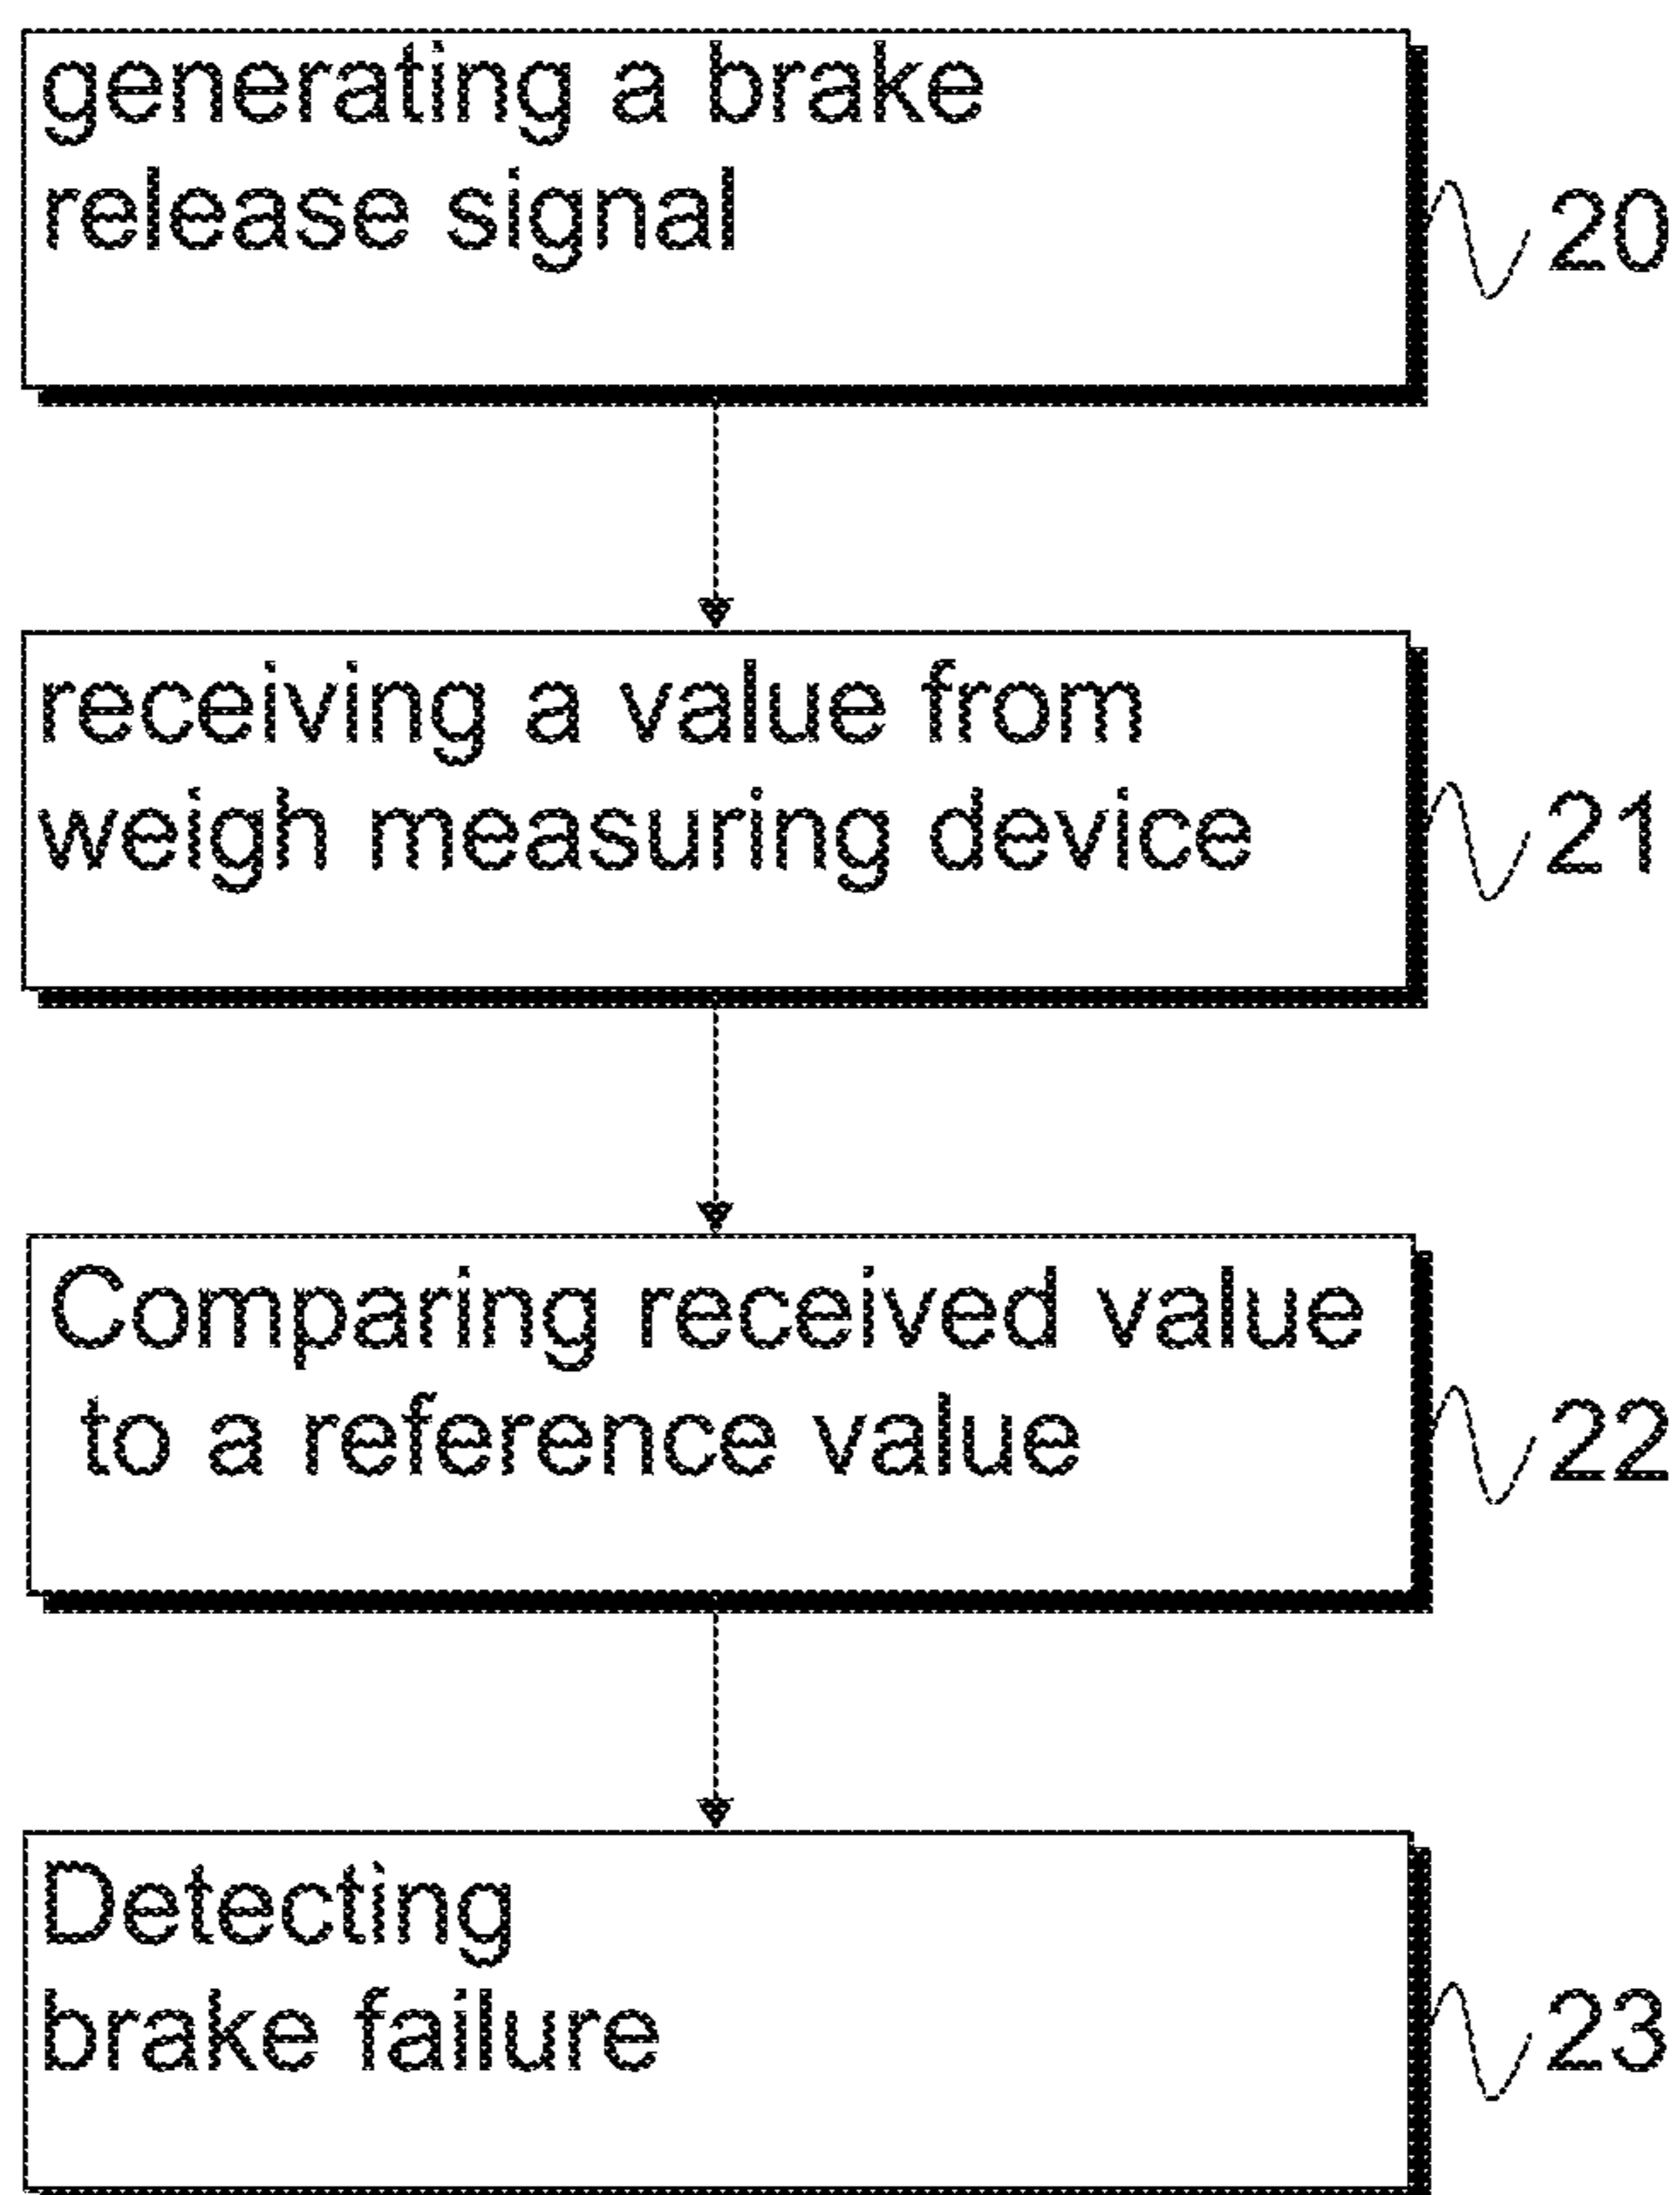 generating a brake
release signal
20
receiving a value from
weigh measuring device
21
Comparing received value
to a reference value
22
Detecting
brake failure
23